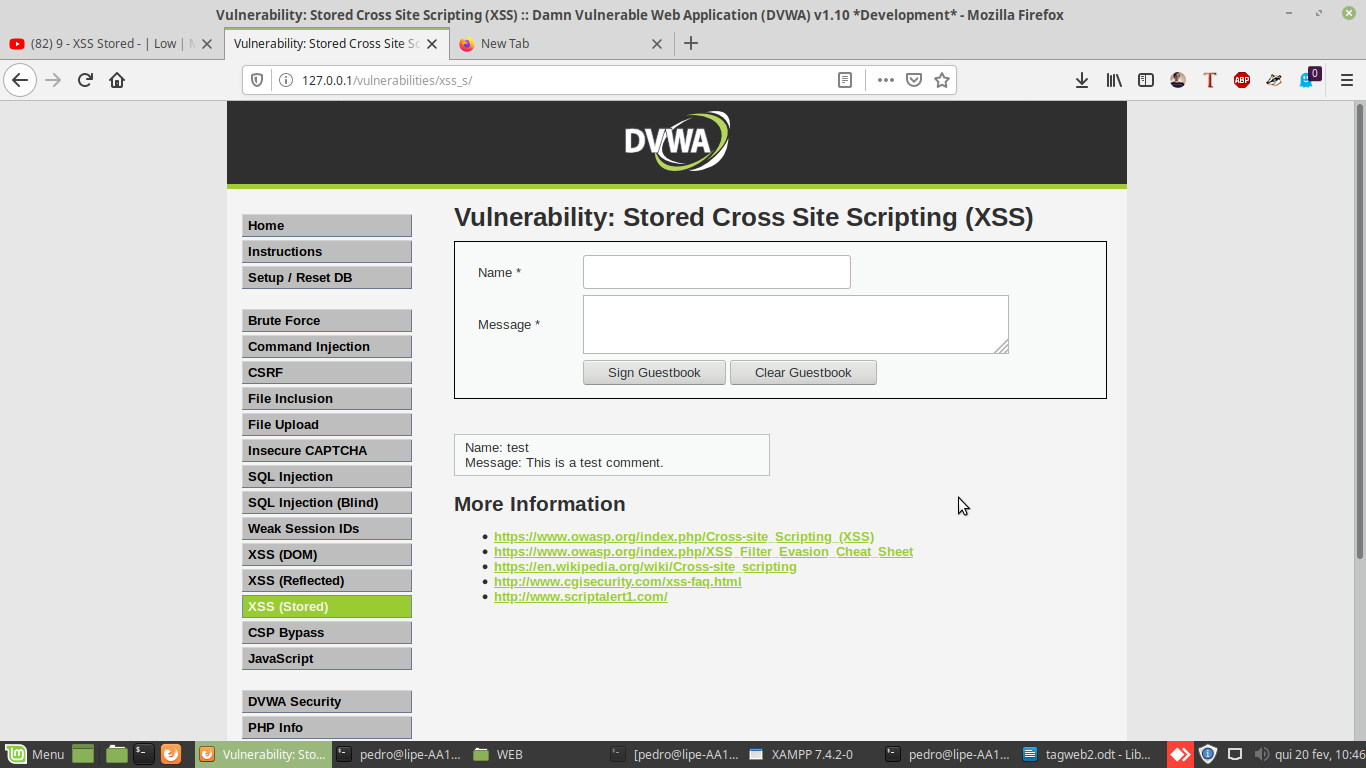 Vulnerability: Stored Cross Site Scripting (XSS) :: Damn Vulnerable Web Application (DVWA) v1.10 *Development* - Mozilla Firefox
(82) 9 - XSS Stored - | Low |
Vulnerability: Stored Cross Site Sc
New Tab
127.0.0.1/vulnerabilities/xss_s/
T
ABP
0
DVWA
Home
Instructions
Setup / Reset DB
Brute Force
Command Injection
CSRF
File Inclusion
File Upload
Insecure CAPTCHA
SQL Injection
SQL Injection (Blind)
Weak Session IDs
XSS (DOM)
XSS (Reflected)
XSS (Stored)
CSP Bypass
JavaScript
DVWA Security
PHP Info
Vulnerability: Stored Cross Site Scripting (XSS)
Name *
Message *
Sign Guestbook
Clear Guestbook
Name: test
Message: This is a test comment.
More Information
https://www.owasp.org/index.php/Cross-site_Scripting_(XSS)
https://www.owasp.org/index.php/XSS_Filter_Evasion_Cheat_Sheet
https://en.wikipedia.org/wiki/Cross-site_scripting
http://www.cgisecurity.com/xss-faq.html
http://www.scriptalert1.com/
Menu
Vulnerability: Sto...
pedro@lipe-AA1...
WEB
[pedro@lipe-AA1...
XAMPP 7.4.2-0
pedro@lipe-AA1...
tagweb2.odt - Lib...
qui 20 fev, 10:46